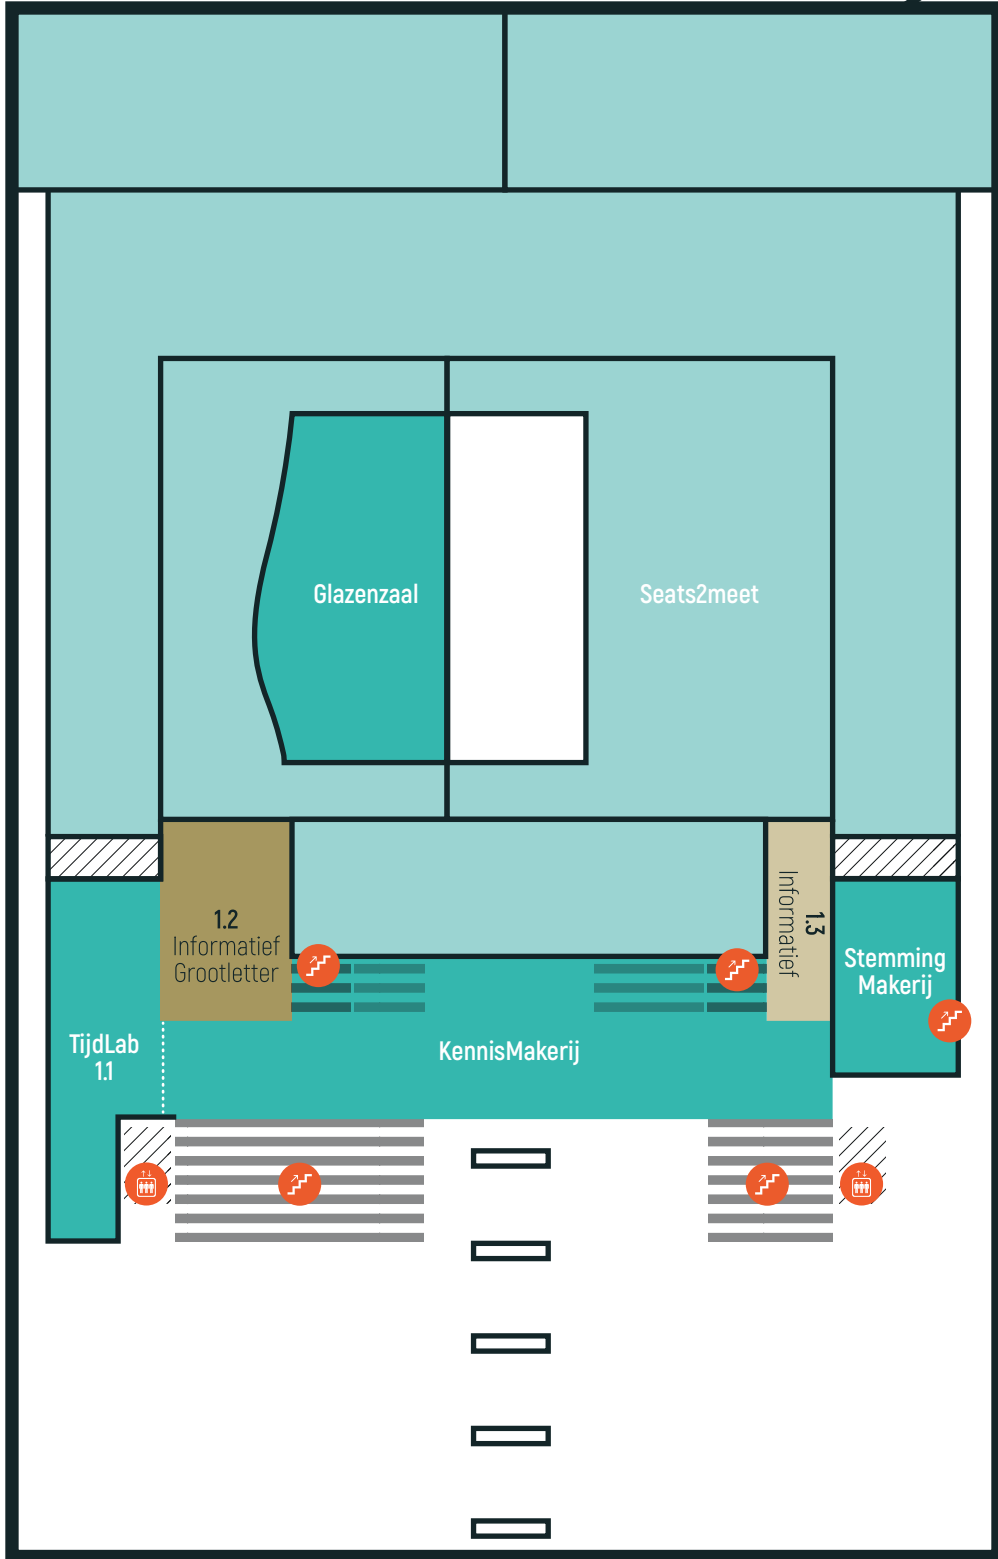 Glazenzaal
Seats2meet
1.2
Informatief
Grootletter
1.3
Informatief
Stemming
Makerij
TijdLab
1.1
KennisMakerij